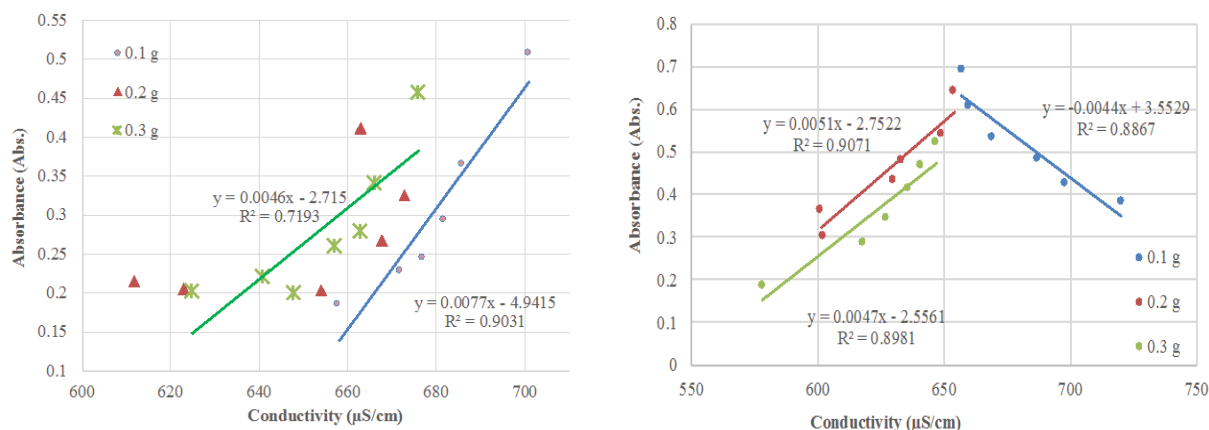 0.55
0.5
0.45
0.4
0.35
0.3
0.25
0.2
0.15
0.1
Absorbance (Abs.)
0.1 g
0.2 g
0.3 g
y = 0.0046x - 2.715
R² = 0.7193
y = 0.0077x - 4.9415
R² = 0.9031
600
620
640
660
680
700
Conductivity (µS/cm)
0.8
0.7
0.6
0.5
0.4
0.3
0.2
0.1
0
Absorbance (Abs.)
y = 0.0051x - 2.7522
R² = 0.9071
y = -0.0044x + 3.5529
R² = 0.8867
y = 0.0047x - 2.5561
R² = 0.8981
0.1 g
0.2 g
0.3 g
550
600
650
700
750
Conductivity (µS/cm)